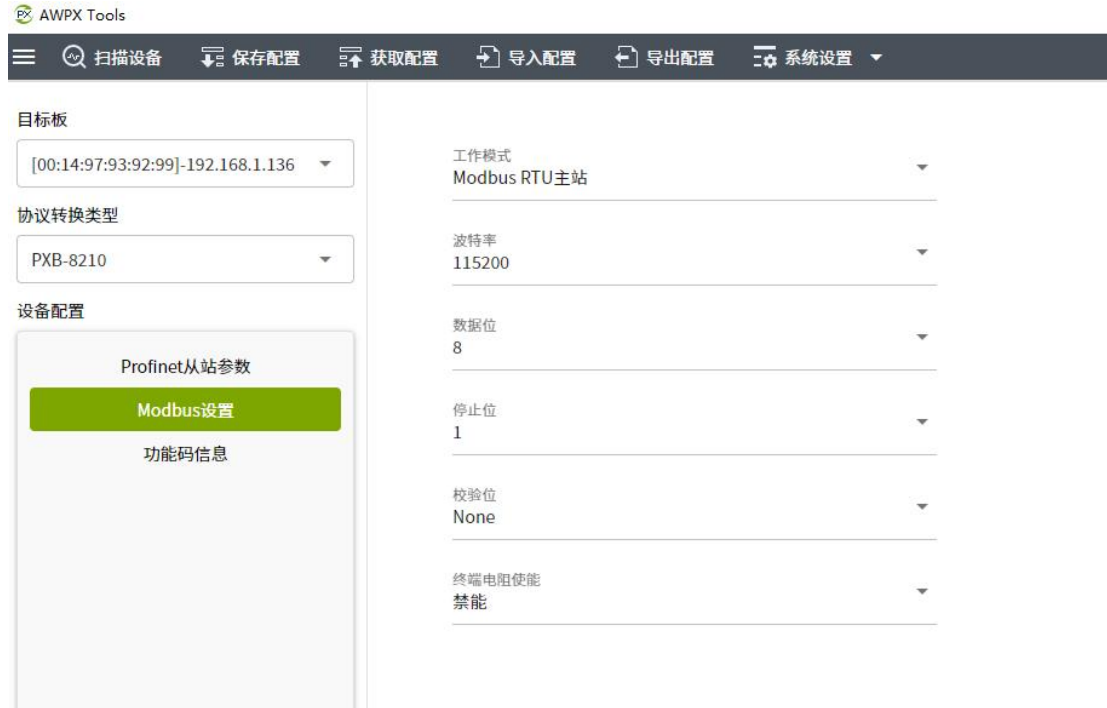 AWPX Tools
扫描设备 保存配置 获取配置 导入配置 导出配置 系统设置
目标板
[00:14:97:93:92:99]-192.168.1.136
协议转换类型
PXB-8210
设备配置
Profinet从站参数
Modbus设置
功能码信息
工作模式
Modbus RTU主站
波特率
115200
数据位
8
停止位
1
校验位
None
终端电阻使能
禁能